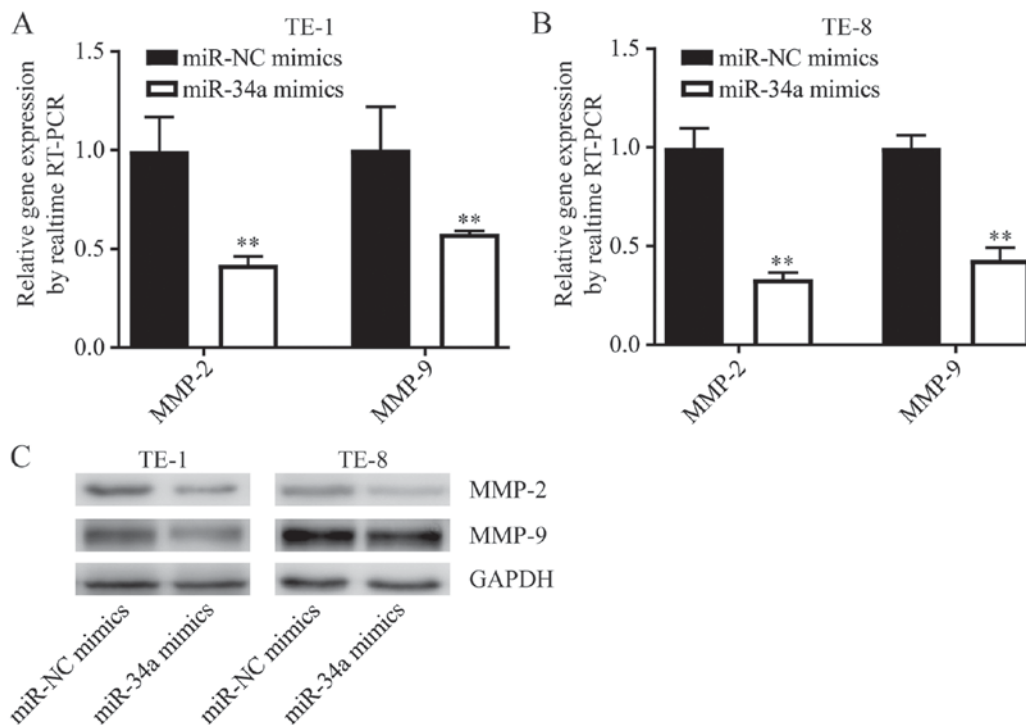 A
TE-1
miR-NC mimics
miR-34a mimics
Relative gene expression
by realtime RT-PCR
1.5
1.0
0.5
0.0
**
**
MMP-2
MMP-9
B
TE-8
miR-NC mimics
miR-34a mimics
Relative gene expression
by realtime RT-PCR
1.5
1.0
0.5
0.0
**
**
MMP-2
MMP-9
C
TE-1
TE-8
MMP-2
MMP-9
GAPDH
miR-NC mimics
miR-34a mimics
miR-NC mimics
miR-34a mimics